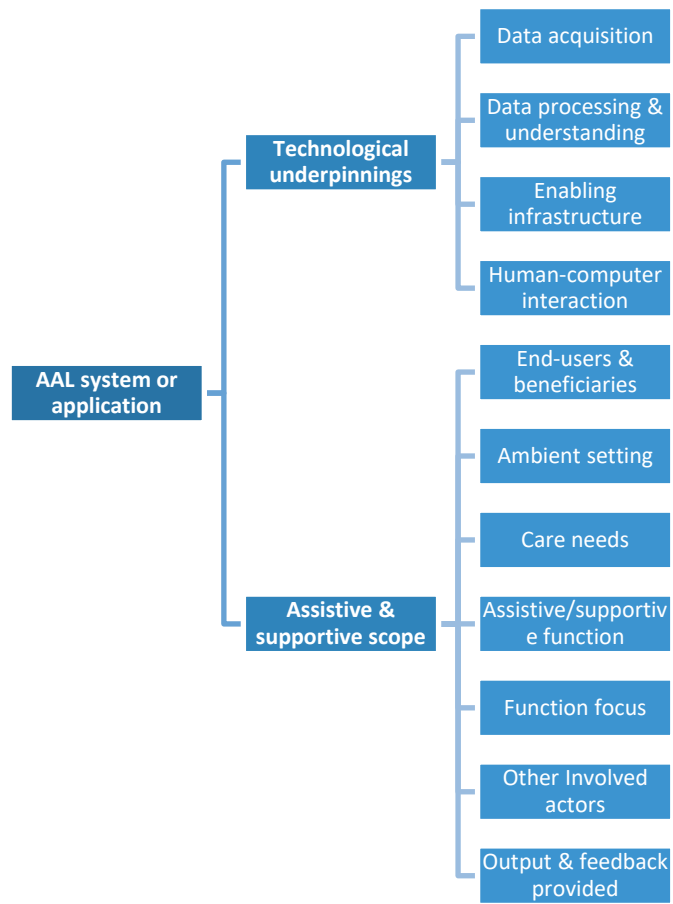 Data acquisition
Data processing &
understanding
Technological
underpinnings
Enabling
infrastructure
Human-computer
interaction
AAL system or
application
End-users &
beneficiaries
Ambient setting
Care needs
Assistive &
supportive scope
Assistive/supportiv
e function
Function focus
Other Involved
actors
Output & feedback
provided